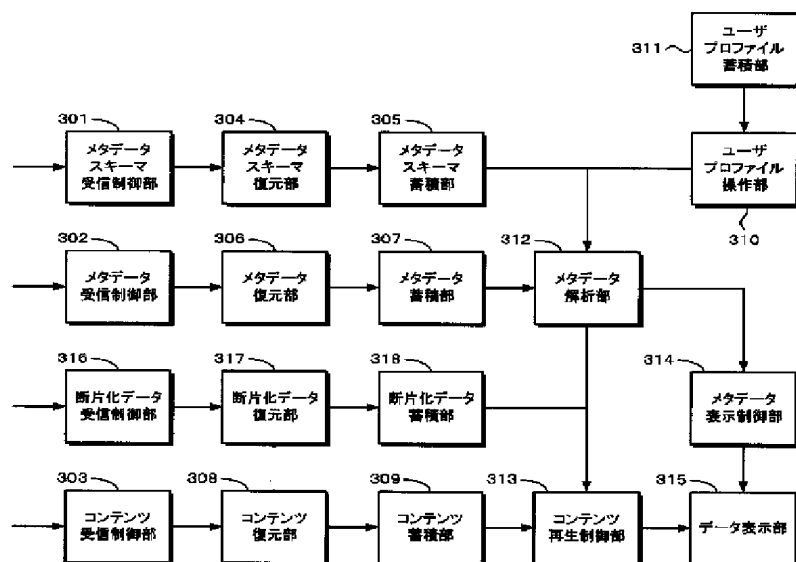 311
ユーザ
プロファイル
蓄積部
301
メタデータ
スキーマ
受信制御部
304
メタデータ
スキーマ
復元部
305
メタデータ
スキーマ
蓄積部
ユーザ
プロファイル
操作部
310
302
メタデータ
受信制御部
306
メタデータ
復元部
307
メタデータ
蓄積部
312
メタデータ
解析部
316
断片化データ
受信制御部
317
断片化データ
復元部
318
断片化データ
蓄積部
314
メタデータ
表示制御部
303
コンテンツ
受信制御部
308
コンテンツ
復元部
309
コンテンツ
蓄積部
313
コンテンツ
再生制御部
315
データ表示部